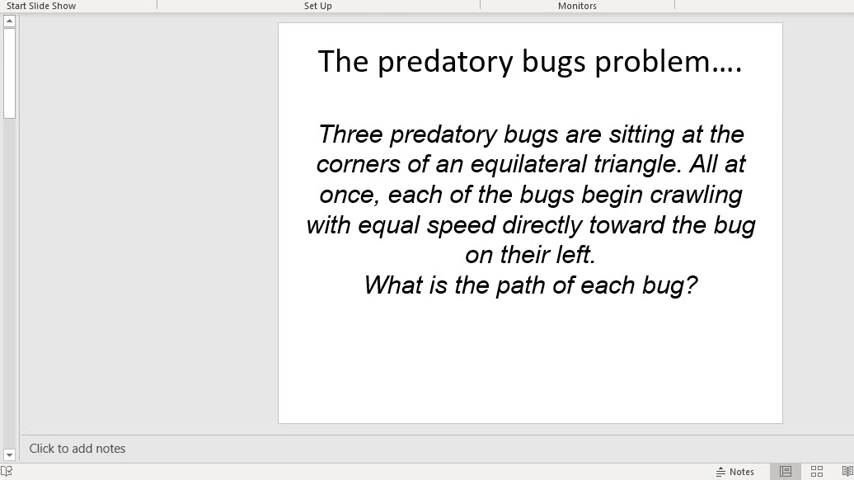 Start Slide Show Set Up Monitors
The predatory bugs problem….
Three predatory bugs are sitting at the
corners of an equilateral triangle. All at
once, each of the bugs begin crawling
with equal speed directly toward the bug
on their left.
What is the path of each bug?
Click to add notes
Notes